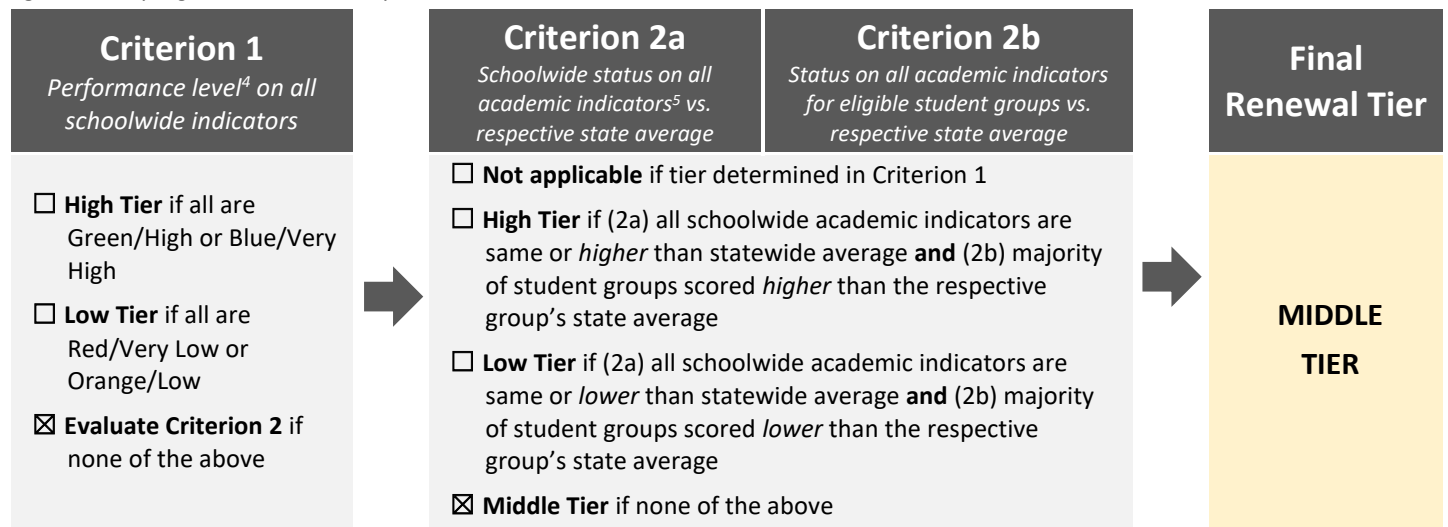 Criterion 1
Performance level4 on all
schoolwide indicators
Criterion 2a
Schoolwide status on all
academic indicators5 vs.
respective state average
Criterion 2b
Status on all academic indicators
for eligible student groups vs.
respective state average
Final
Renewal Tier
☐ High Tier if all are
Green/High or Blue/Very
High
☐ Low Tier if all are
Red/Very Low or
Orange/Low
☒ Evaluate Criterion 2 if
none of the above
☐ Not applicable if tier determined in Criterion 1
☐ High Tier if (2a) all schoolwide academic indicators are
same or higher than statewide average and (2b) majority
of student groups scored higher than the respective
group's state average
☐ Low Tier if (2a) all schoolwide academic indicators are
same or lower than statewide average and (2b) majority
of student groups scored lower than the respective
group's state average
☒ Middle Tier if none of the above
MIDDLE
TIER